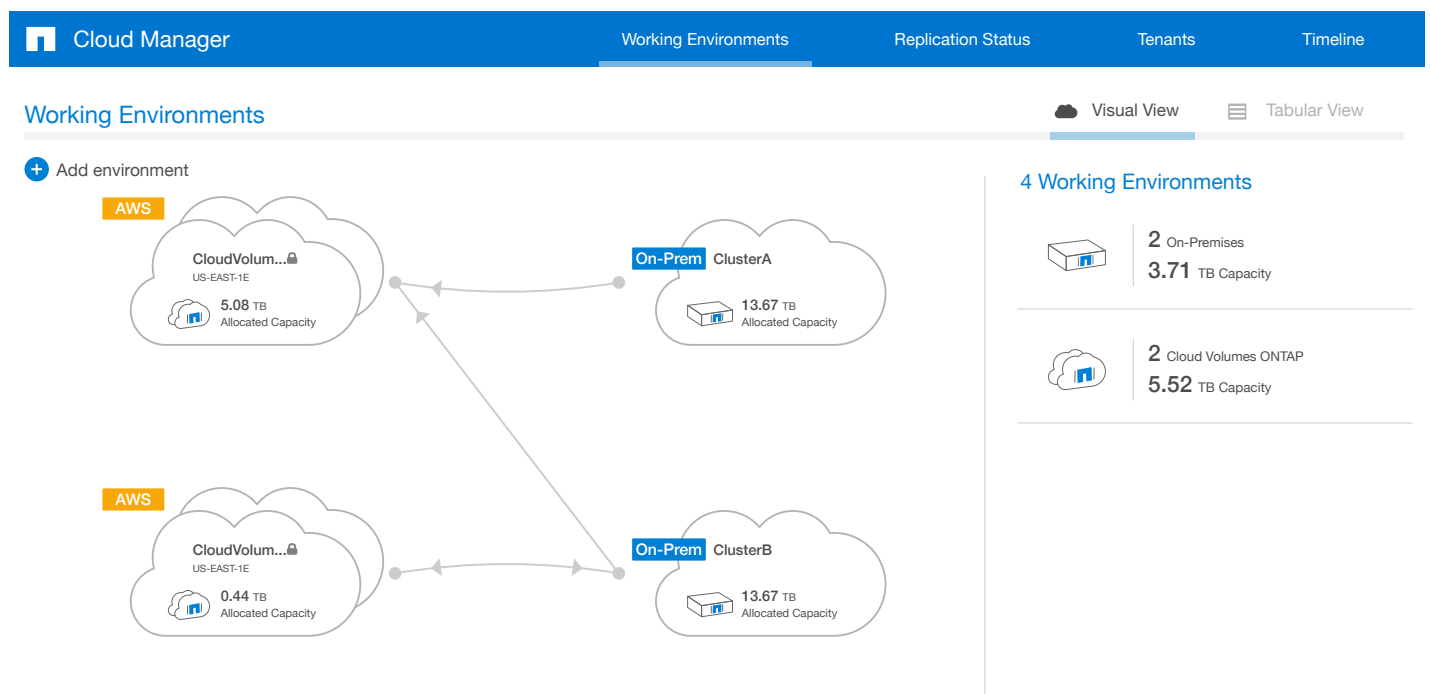 Cloud Manager
Working Environments
Replication Status
Tenants
Timeline
Working Environments
Visual View
Tabular View
Add environment
4 Working Environments
AWS
CloudVolum...
US-EAST-1E
5.08 TB
Allocated Capacity
On-Prem ClusterA
13.67 TB
Allocated Capacity
2 On-Premises
3.71 TB Capacity
2 Cloud Volumes ONTAP
5.52 TB Capacity
AWS
CloudVolum...
US-EAST-1E
0.44 TB
Allocated Capacity
On-Prem ClusterB
13.67 TB
Allocated Capacity